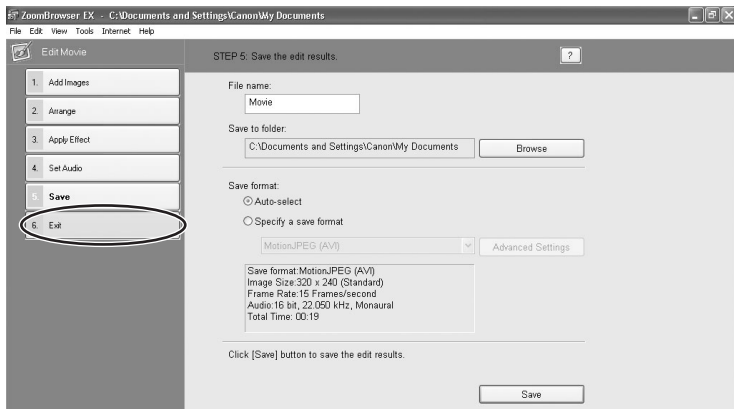 ZoomBrowser EX - C:\Documents and Settings\Canon\My Documents
File Edit View Tools Internet Help
Edit Movie
STEP 5: Save the edit results.
?
1. Add Images
2. Arrange
3. Apply Effect
4. Set Audio
5. Save
6. Exit
File name:
Movie
Save to folder:
C:\Documents and Settings\Canon\My Documents
Browse
Save format:
Auto-select
Specify a save format
MotionJPEG (AVI)
Advanced Settings
Save format:MotionJPEG (AVI)
Image Size:320 x 240 (Standard)
Frame Rate:15 Frames/second
Audio:16 bit, 22.050 kHz, Monaural
Total Time: 00:19
Click [Save] button to save the edit results.
Save